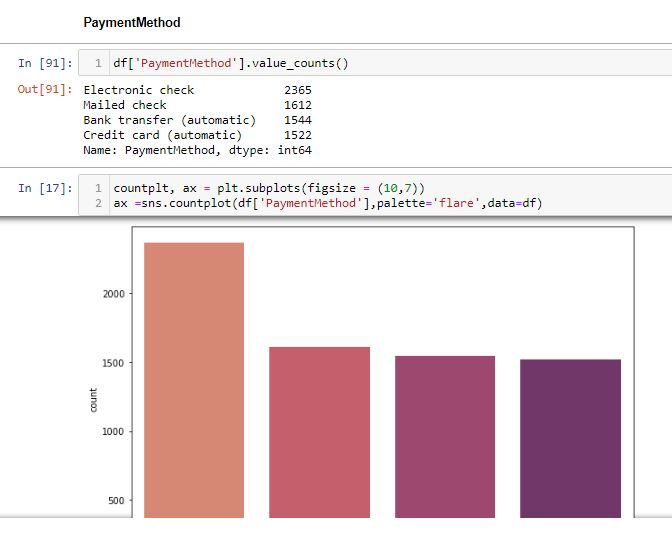 PaymentMethod
In [91]: 1 df['PaymentMethod'].value_counts()
Out[91]: Electronic check 2365
Mailed check 1612
Bank transfer (automatic) 1544
Credit card (automatic) 1522
Name: PaymentMethod, dtype: int64
In [17]: 1 countplt, ax = plt.subplots(figsize = (10,7))
2 ax =sns.countplot(df['PaymentMethod'],palette='flare',data=df)
2000
1500
count
1000
500